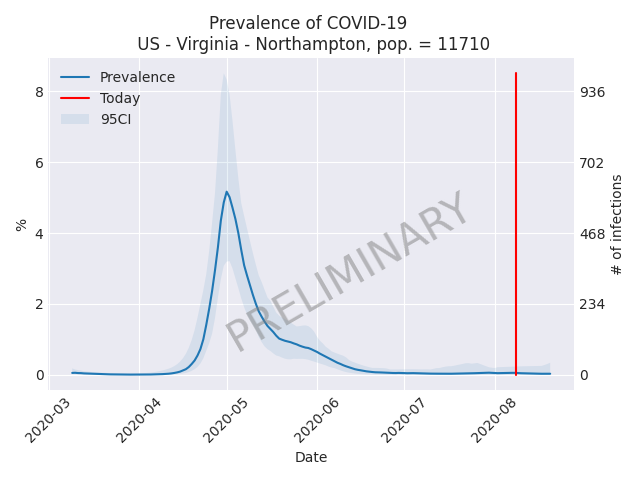 Prevalence of COVID-19
US - Virginia - Northampton, pop. = 11710
Prevalence
Today
95CI
8
6
4
2
0
%
936
702
468
234
0
# of infections
PRELIMINARY
2020-03
2020-04
2020-05
2020-06
2020-07
2020-08
Date